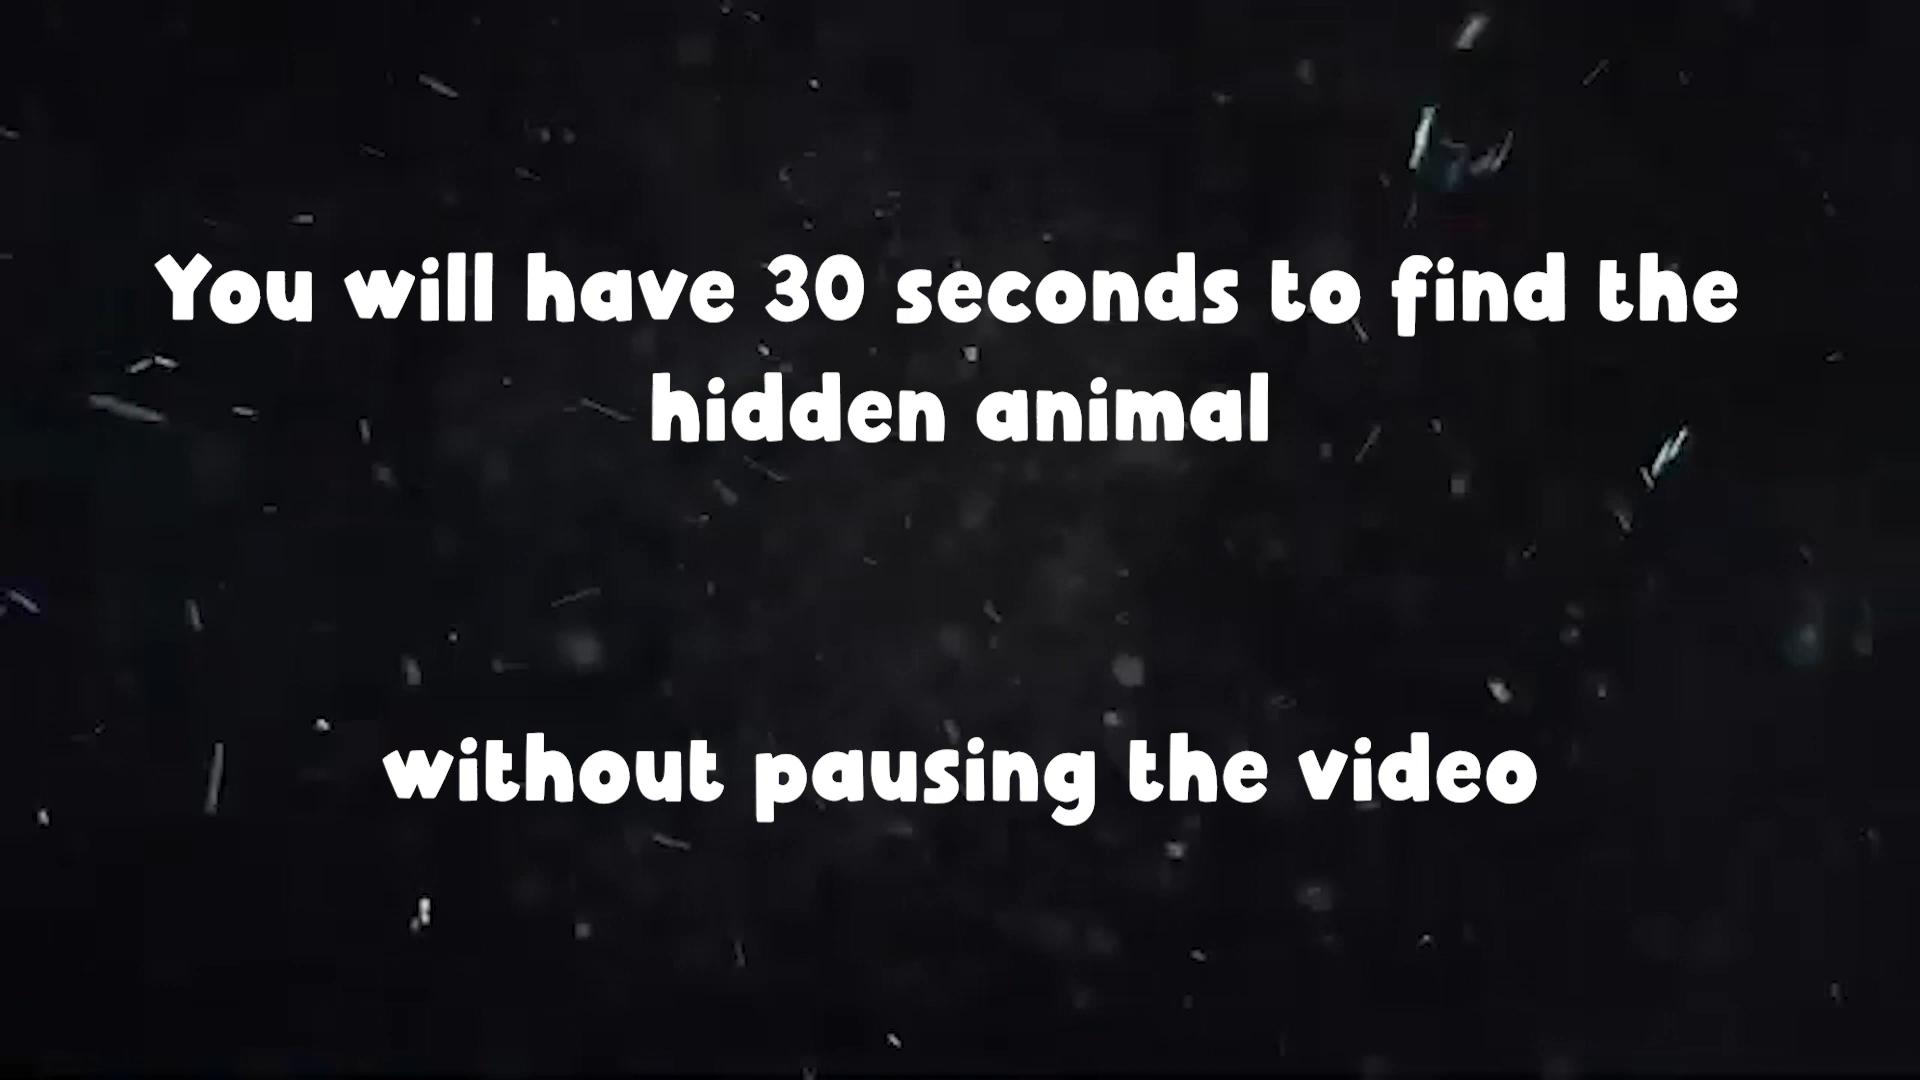 You will have 30 seconds to find the
hidden animal
without pausing the video